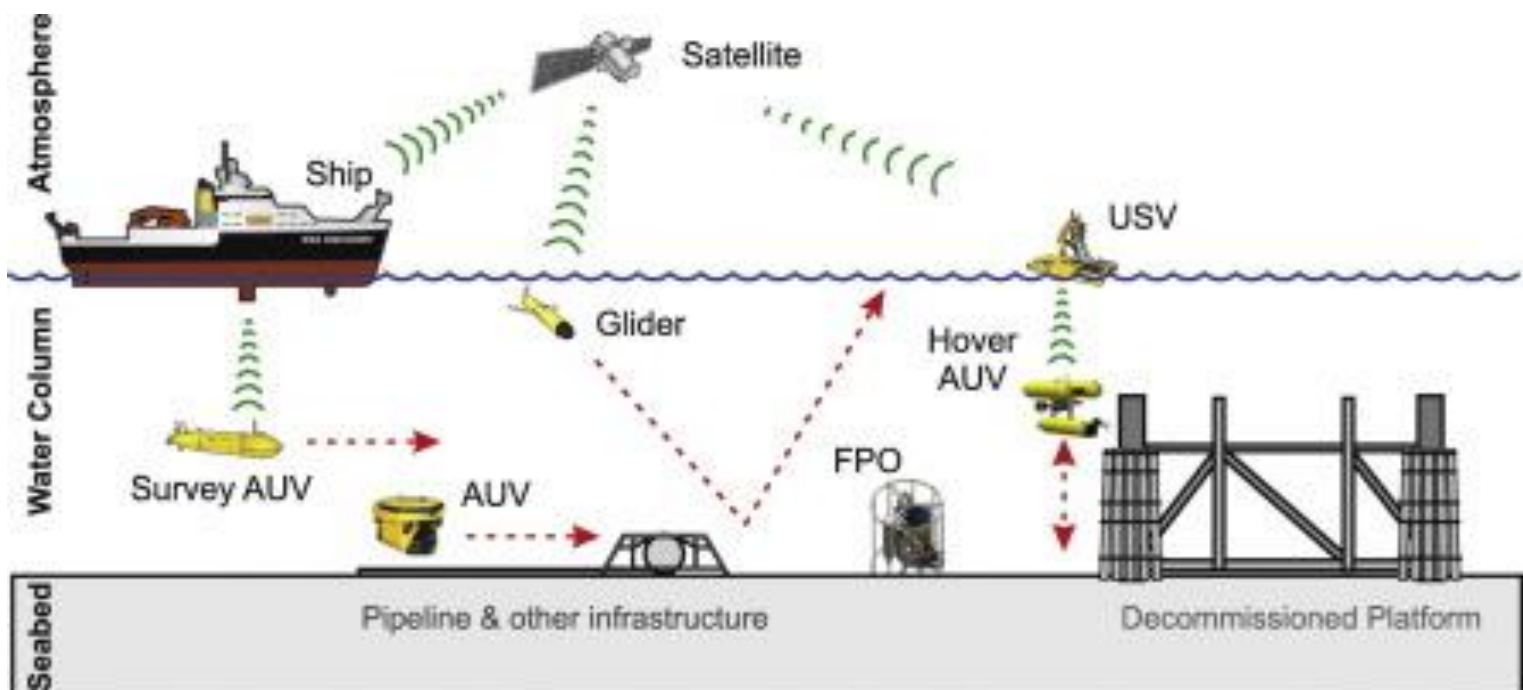 Atmosphere
Satellite
Ship
USV
Water Column
Glider
Hover
AUV
FPO
Survey AUV
AUV
Seabed
Pipeline & other infrastructure
Decommissioned Platform